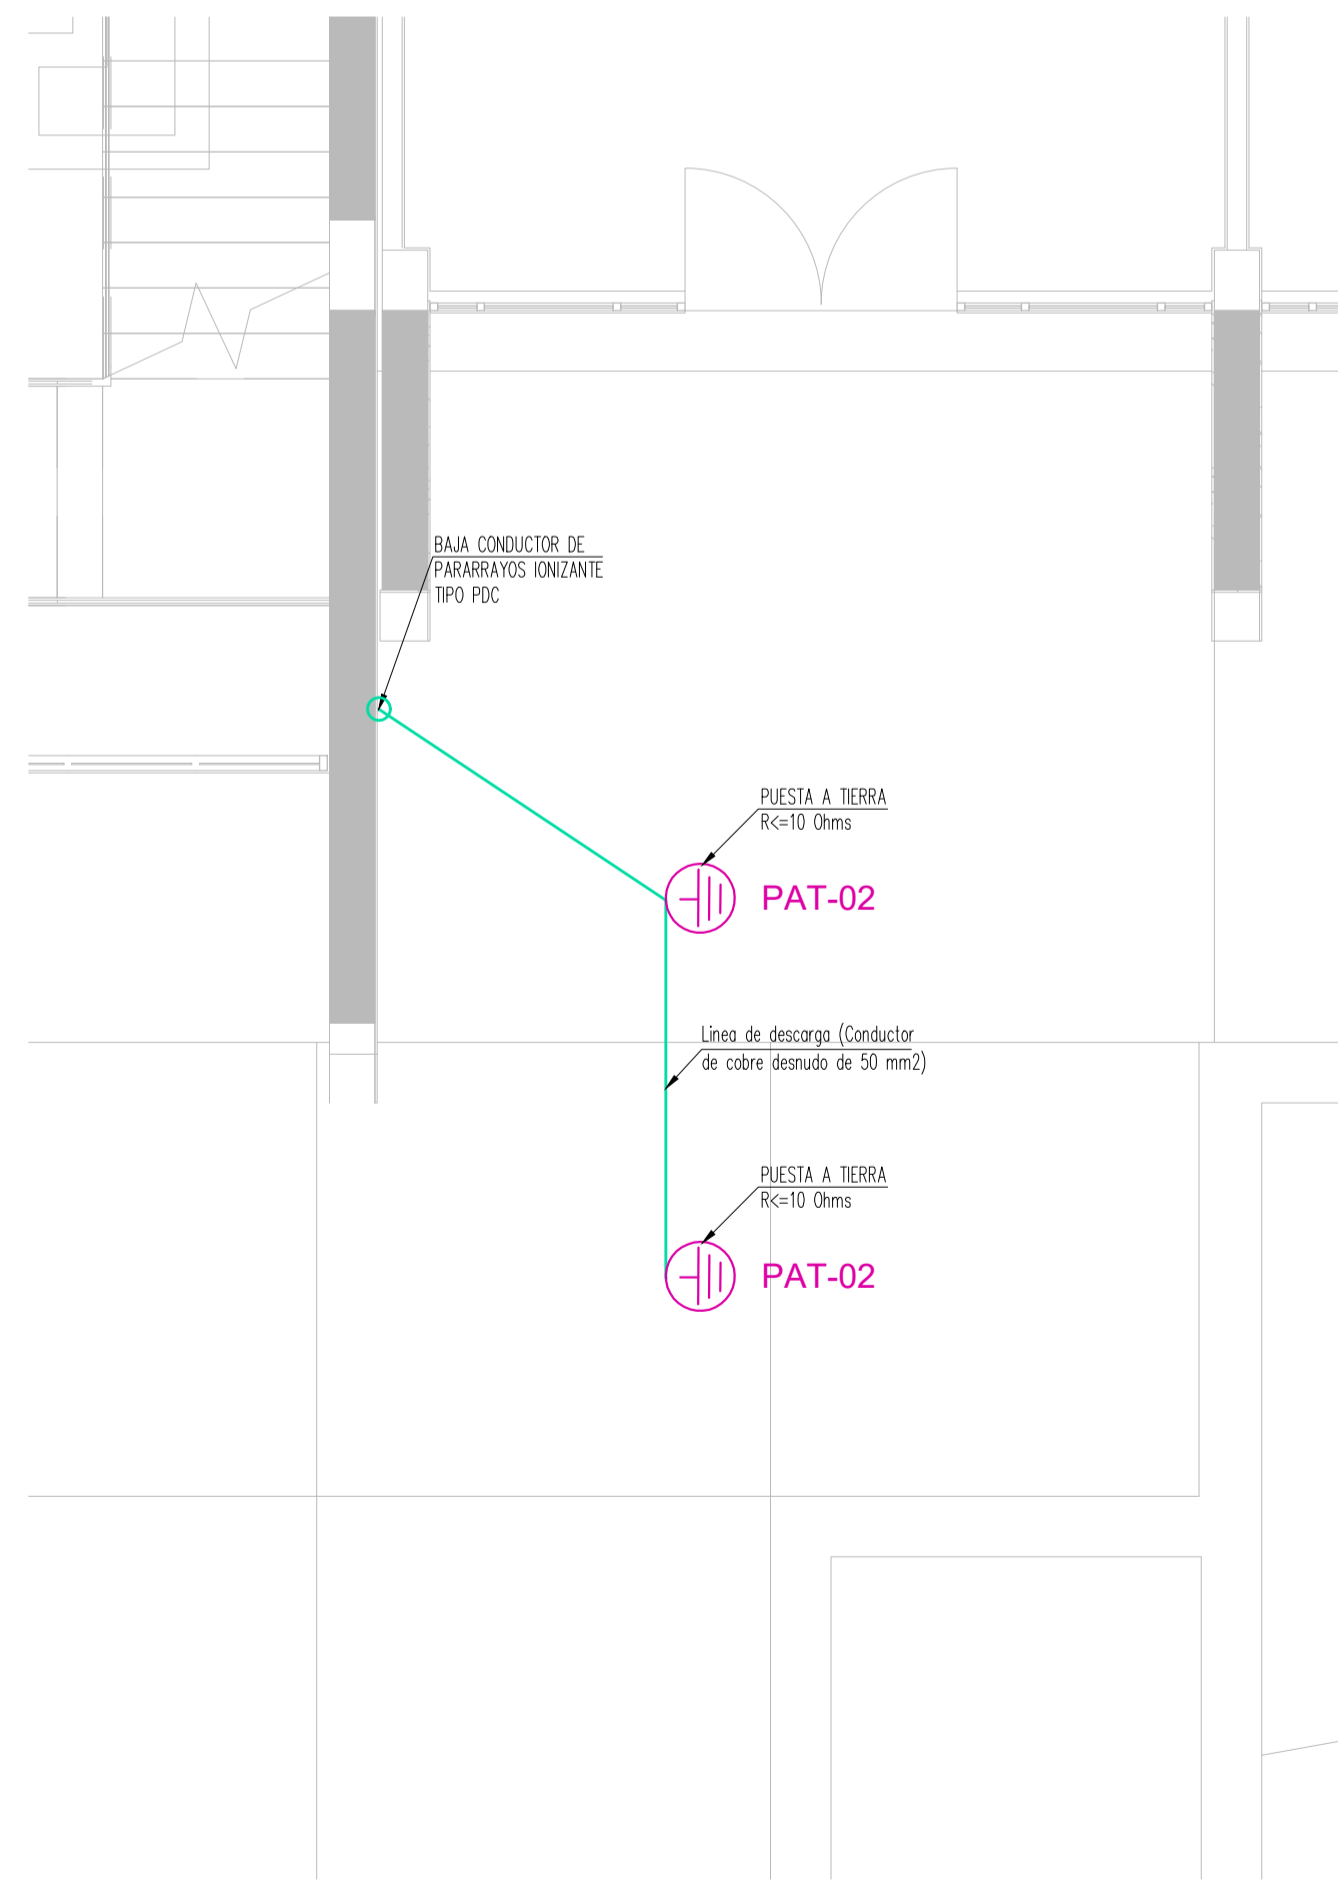 BAJA CONDUCTOR DE
PARARRAYOS IONIZANTE
TIPO PDC
PUESTA A TIERRA
R<=10 Ohms
PAT-02
Linea de descarga (Conductor
de cobre desnudo de 50 mm2)
PUESTA A TIERRA
R<=10 Ohms
PAT-02